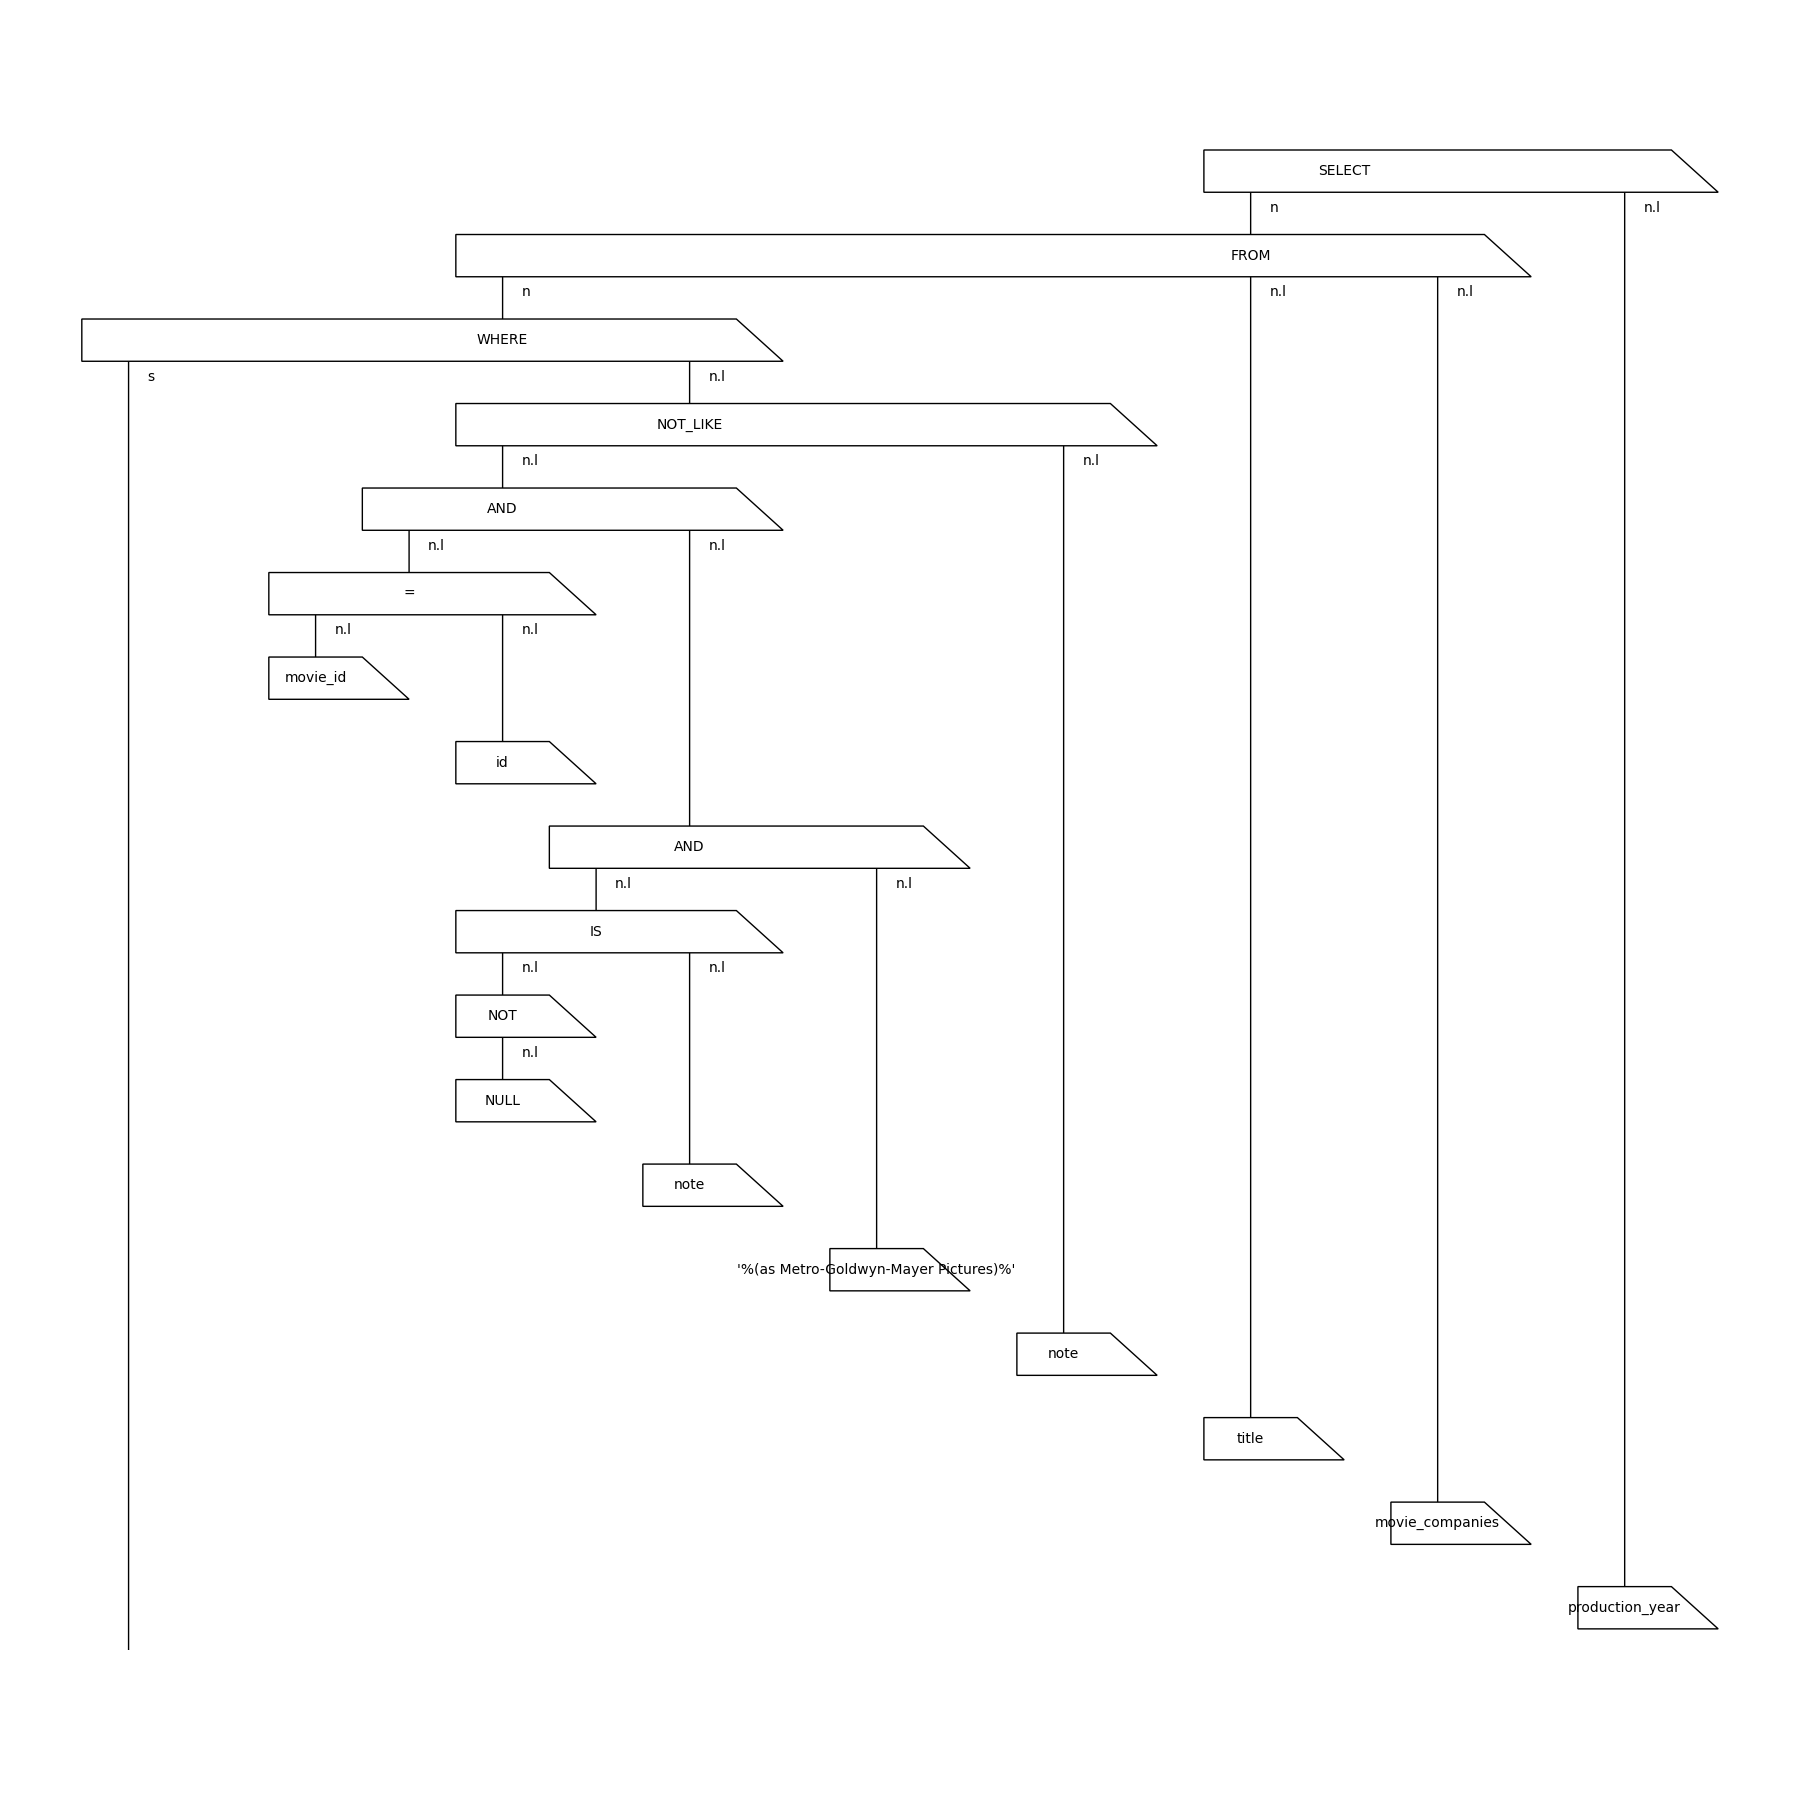 SELECT
n n.l
FROM
n n.l n.l
WHERE
s n.l
NOT_LIKE
n.l n.l
AND
n.l n.l
=
n.l n.l
movie_id
id
AND
n.l n.l
IS
n.l n.l
NOT
n.l
NULL
note
'%(as Metro-Goldwyn-Mayer Pictures)%'
note
title
movie_companies
production_year